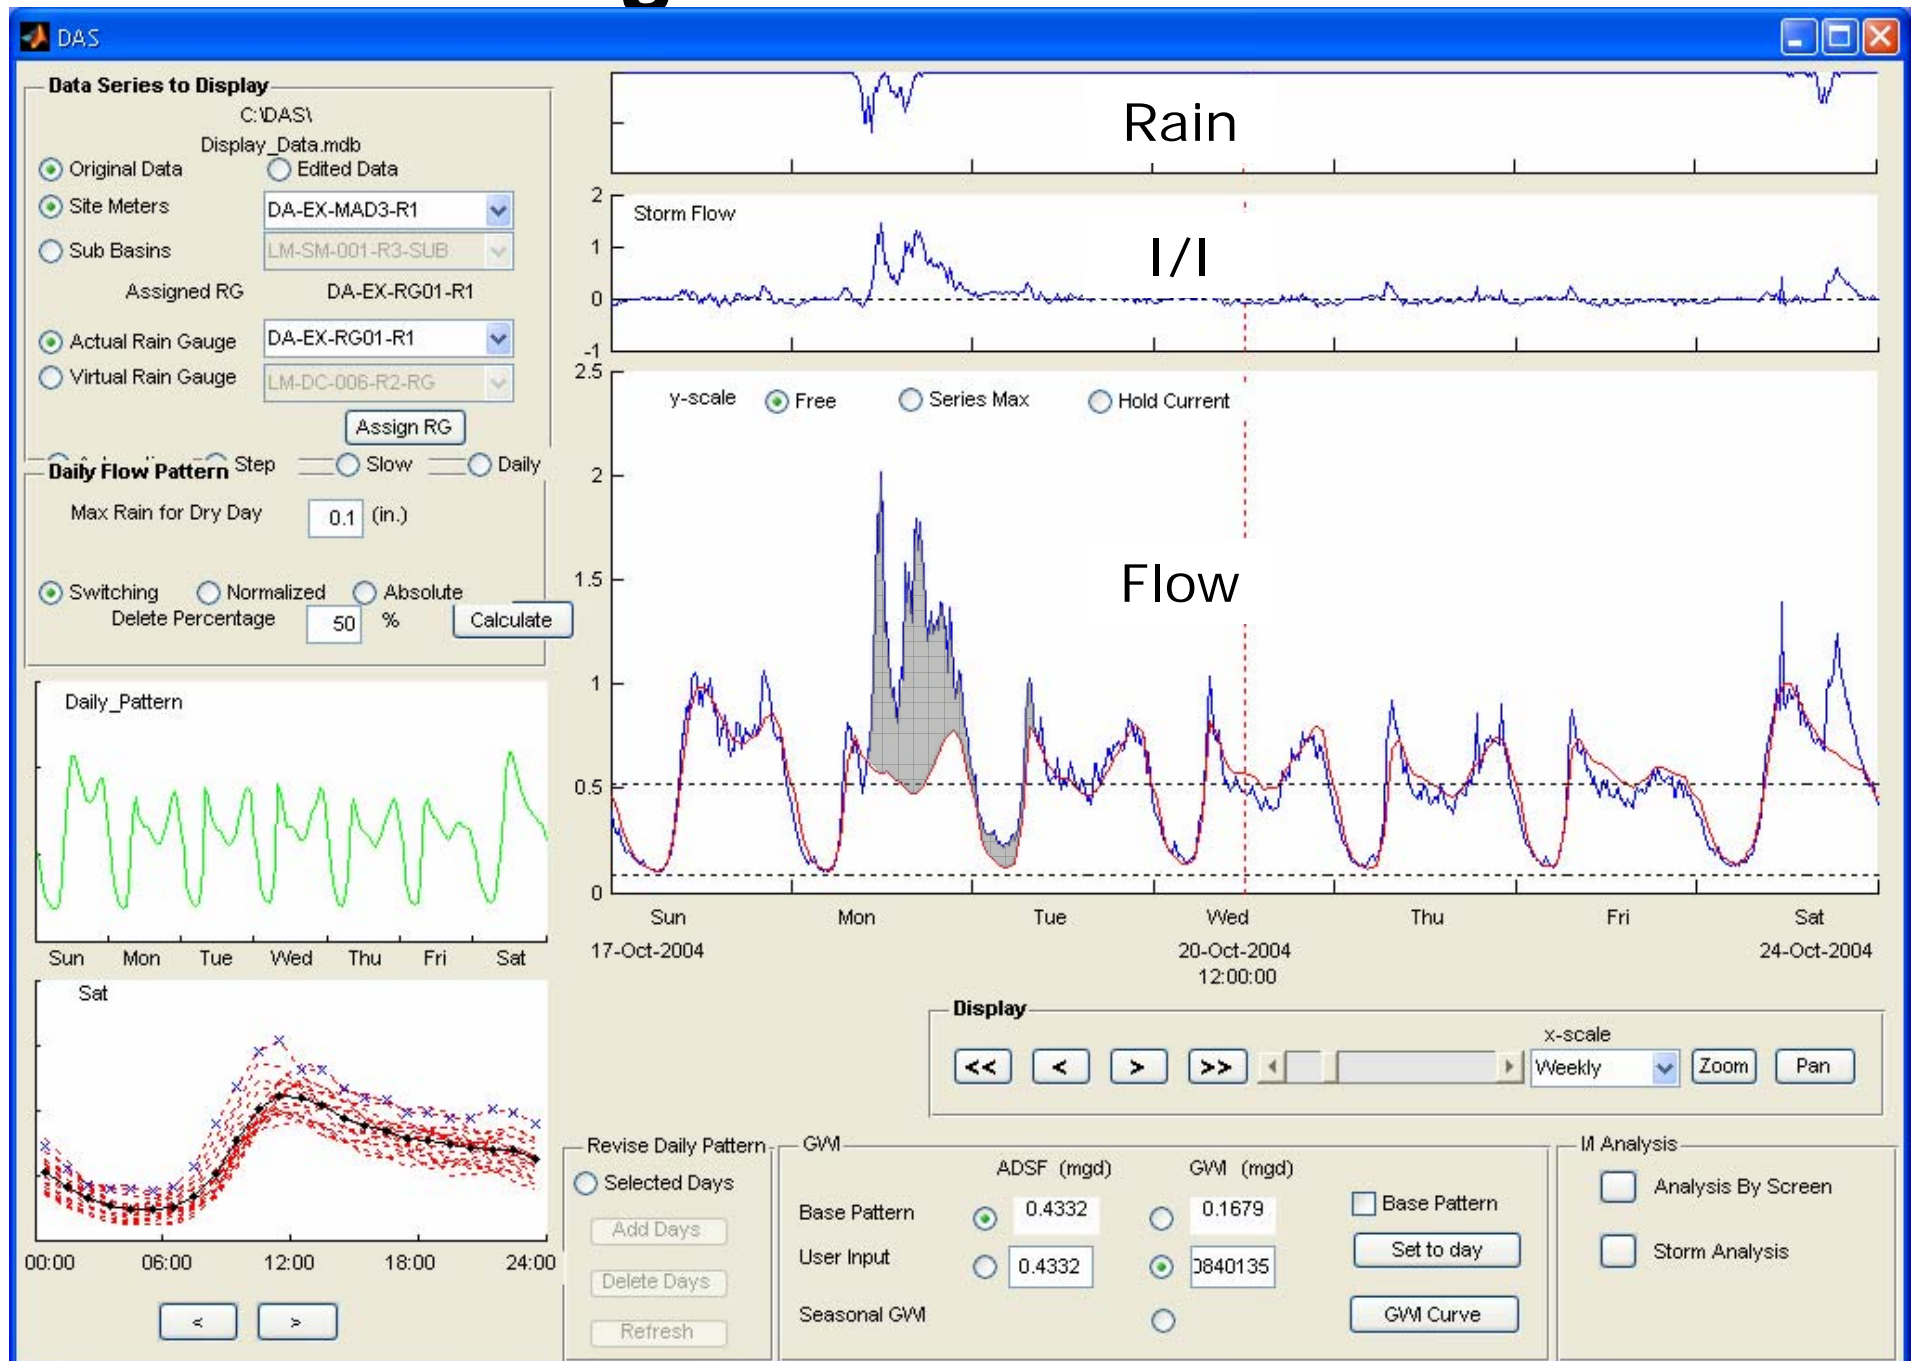 DAS
Data Series to Display
C:\DAS\
Display_Data.mdb
Original Data Edited Data
Site Meters DA-EX-MAD3-R1
Sub Basins LM-SM-001-R3-SUB
Assigned RG DA-EX-RG01-R1
Actual Rain Gauge DA-EX-RG01-R1
Virtual Rain Gauge LM-DC-006-R2-RG
Assign RG
Step Slow Daily
Daily Flow Pattern
Max Rain for Dry Day 0.1 (in.)
Switching Normalized Absolute
Delete Percentage 50 % Calculate
Daily_Pattern
Sun Mon Tue Wed Thu Fri Sat
Sat
00:00 06:00 12:00 18:00 24:00
< >
Rain
2
Storm Flow
1
I/I
0
-1
2.5
y-scale Free Series Max Hold Current
2
1.5
Flow
1
0.5
0
Sun Mon Tue Wed Thu Fri Sat
17-Oct-2004 20-Oct-2004 24-Oct-2004
12:00:00
Display
x-scale
<< < > >> Weekly Zoom Pan
Revise Daily Pattern
Selected Days
Add Days
Delete Days
Refresh
GWI
ADSF (mgd) GWI (mgd)
Base Pattern 0.4332 0.1679 Base Pattern
User Input 0.4332 0840135 Set to day
Seasonal GWI GWI Curve
I/I Analysis
Analysis By Screen
Storm Analysis